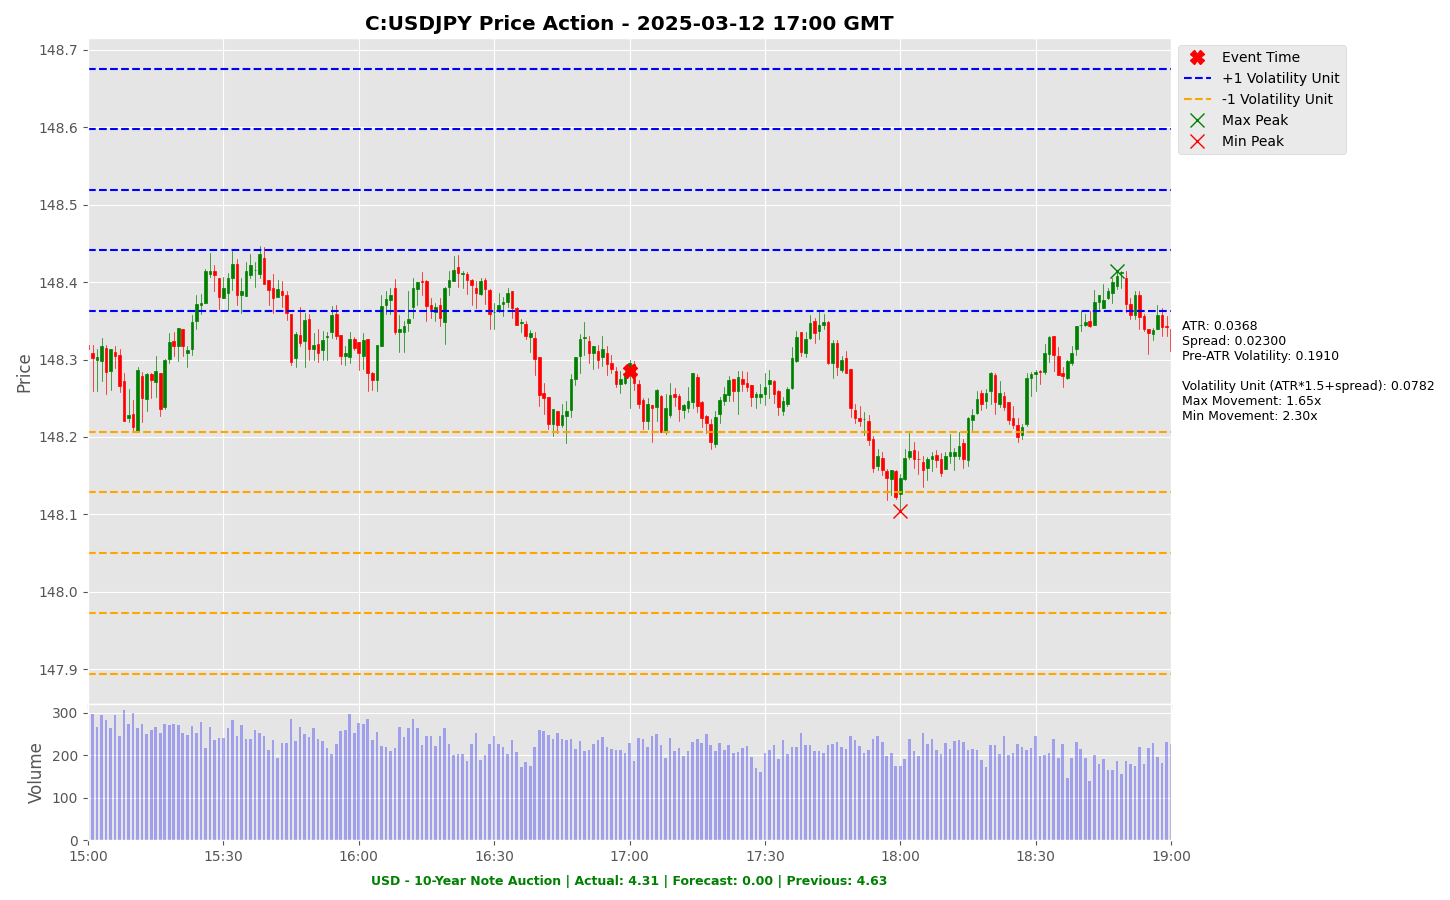 C:USDJPY Price Action - 2025-03-12 17:00 GMT
148.7
148.6
148.5
148.4
148.3
148.2
148.1
148.0
147.9
Price
Event Time
+1 Volatility Unit
-1 Volatility Unit
Max Peak
Min Peak
ATR: 0.0368
Spread: 0.02300
Pre-ATR Volatility: 0.1910
Volatility Unit (ATR*1.5+spread): 0.0782
Max Movement: 1.65x
Min Movement: 2.30x
300
200
100
0
Volume
15:00 15:30 16:00 16:30 17:00 17:30 18:00 18:30 19:00
USD - 10-Year Note Auction | Actual: 4.31 | Forecast: 0.00 | Previous: 4.63